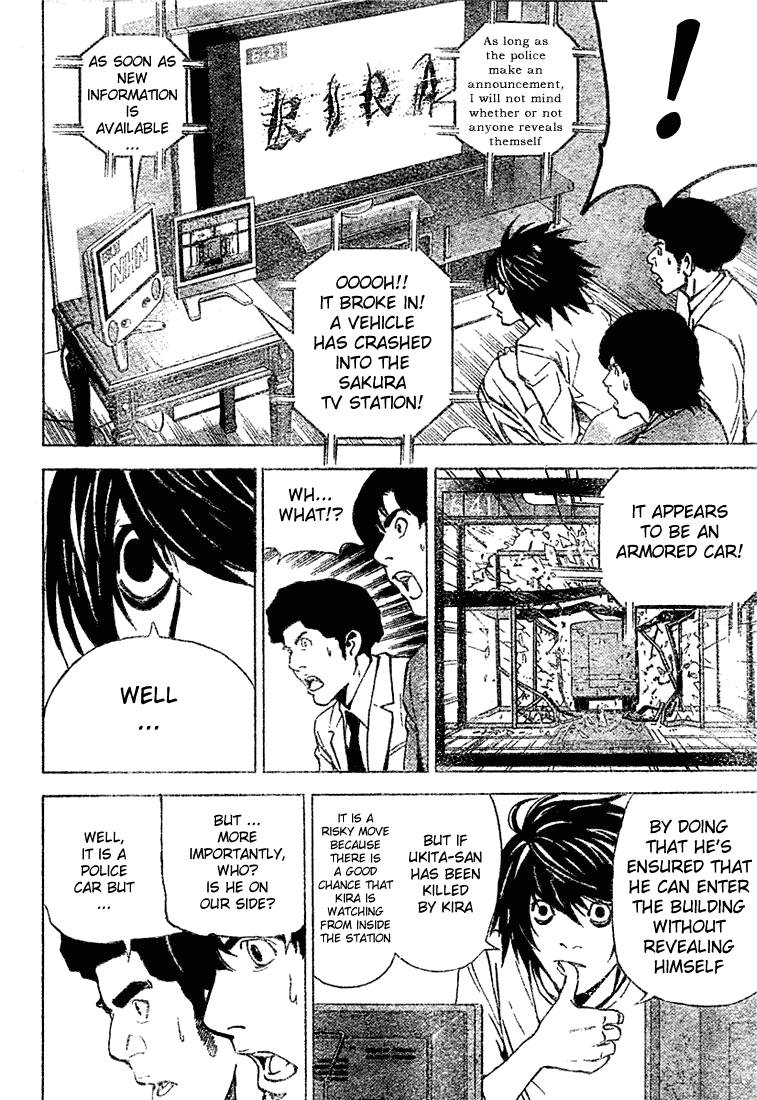 !
As long as
the police
make an
announcement,
I will not mind
whether or not
anyone reveals
themself
KIRA
AS SOON AS
NEW
INFORMATION
IS
AVAILABLE
...
NHN
OOOOH!!
IT BROKE IN!
A VEHICLE
HAS CRASHED
INTO THE
SAKURA
TV STATION!
IT APPEARS
TO BE AN
ARMORED CAR!
WH...
WHAT!?
WELL
...
BY DOING
THAT HE'S
ENSURED THAT
HE CAN ENTER
THE BUILDING
WITHOUT
REVEALING
HIMSELF
BUT IF
UKITA-SAN
HAS BEEN
KILLED
BY KIRA
IT IS A
RISKY MOVE
BECAUSE
THERE IS
A GOOD
CHANCE THAT
KIRA IS
WATCHING
FROM INSIDE
THE STATION
BUT ...
MORE
IMPORTANTLY,
WHO?
IS HE ON
OUR SIDE?
WELL,
IT IS A
POLICE
CAR BUT
...